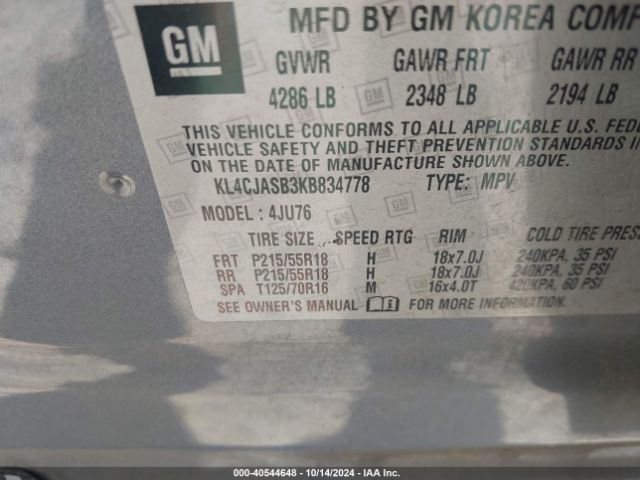 GM
MFD BY GM KOREA COMP
GVWR GAWR FRT GAWR RR
4286 LB 2348 LB 2194 LB
THIS VEHICLE CONFORMS TO ALL APPLICABLE U.S. FEDE
VEHICLE SAFETY AND THEFT PREVENTION STANDARDS I
ON THE DATE OF MANUFACTURE SHOWN ABOVE.
KL4CJASB3KB834778 TYPE: MPV
MODEL : 4JU76
TIRE SIZE SPEED RTG RIM COLD TIRE PRESS
FRT P215/55R18 H 18x7.0J 240KPA, 35 PSI
RR P215/55R18 H 18x7.0J 240KPA, 35 PSI
SPA T125/70R16 M 16x4.0T 420KPA, 60 PSI
SEE OWNER'S MANUAL FOR MORE INFORMATION.
000-40544648 - 10/14/2024 - IAA Inc.